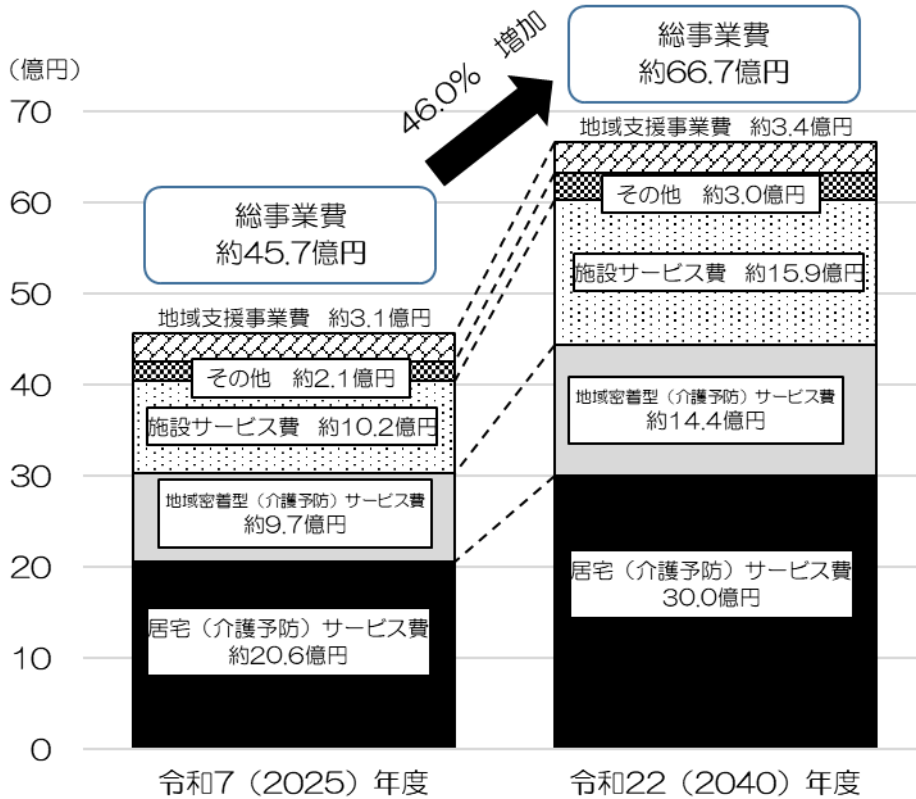 （億円）
70
60
50
40
30
20
10
0
46.0%　増加
総事業費
約45.7億円
地域支援事業費　約3.1億円
その他　約2.1億円
施設サービス費　約10.2億円
地域密着型（介護予防）サービス費
約9.7億円
居宅（介護予防）サービス費
約20.6億円
令和7（2025）年度
総事業費
約66.7億円
地域支援事業費　約3.4億円
その他　約3.0億円
施設サービス費　約15.9億円
地域密着型（介護予防）サービス費
約14.4億円
居宅（介護予防）サービス費
30.0億円
令和22（2040）年度